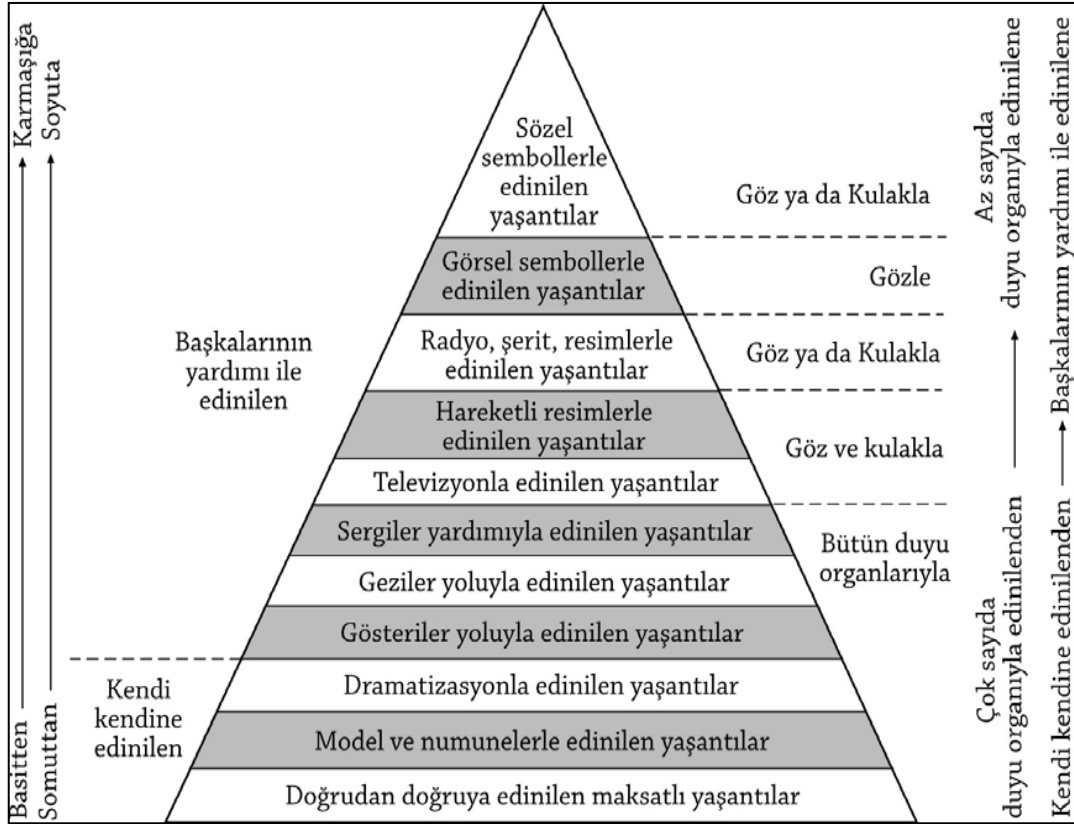 Karmaşığa
Soyuta
Basitten
Somuttan
Başkalarının
yardımı ile
edinilen
Kendi
kendine
edinilen
Sözel
sembollerle
edinilen
yaşantılar
Görsel sembollerle
edinilen yaşantılar
Radyo, şerit, resimlerle
edinilen yaşantılar
Hareketli resimlerle
edinilen yaşantılar
Televizyonla edinilen yaşantılar
Sergiler yardımıyla edinilen yaşantılar
Geziler yoluyla edinilen yaşantılar
Gösteriler yoluyla edinilen yaşantılar
Dramatizasyonla edinilen yaşantılar
Model ve numunelerle edinilen yaşantılar
Doğrudan doğruya edinilen maksatlı yaşantılar
Göz ya da Kulakla
Gözle
Göz ya da Kulakla
Göz ve kulakla
Bütün duyu
organlarıyla
Az sayıda
duyu organıyla edinilene
Çok sayıda
duyu organıyla edinilenden
Başkalarının yardımı ile edinilene
Kendi kendine edinilenden